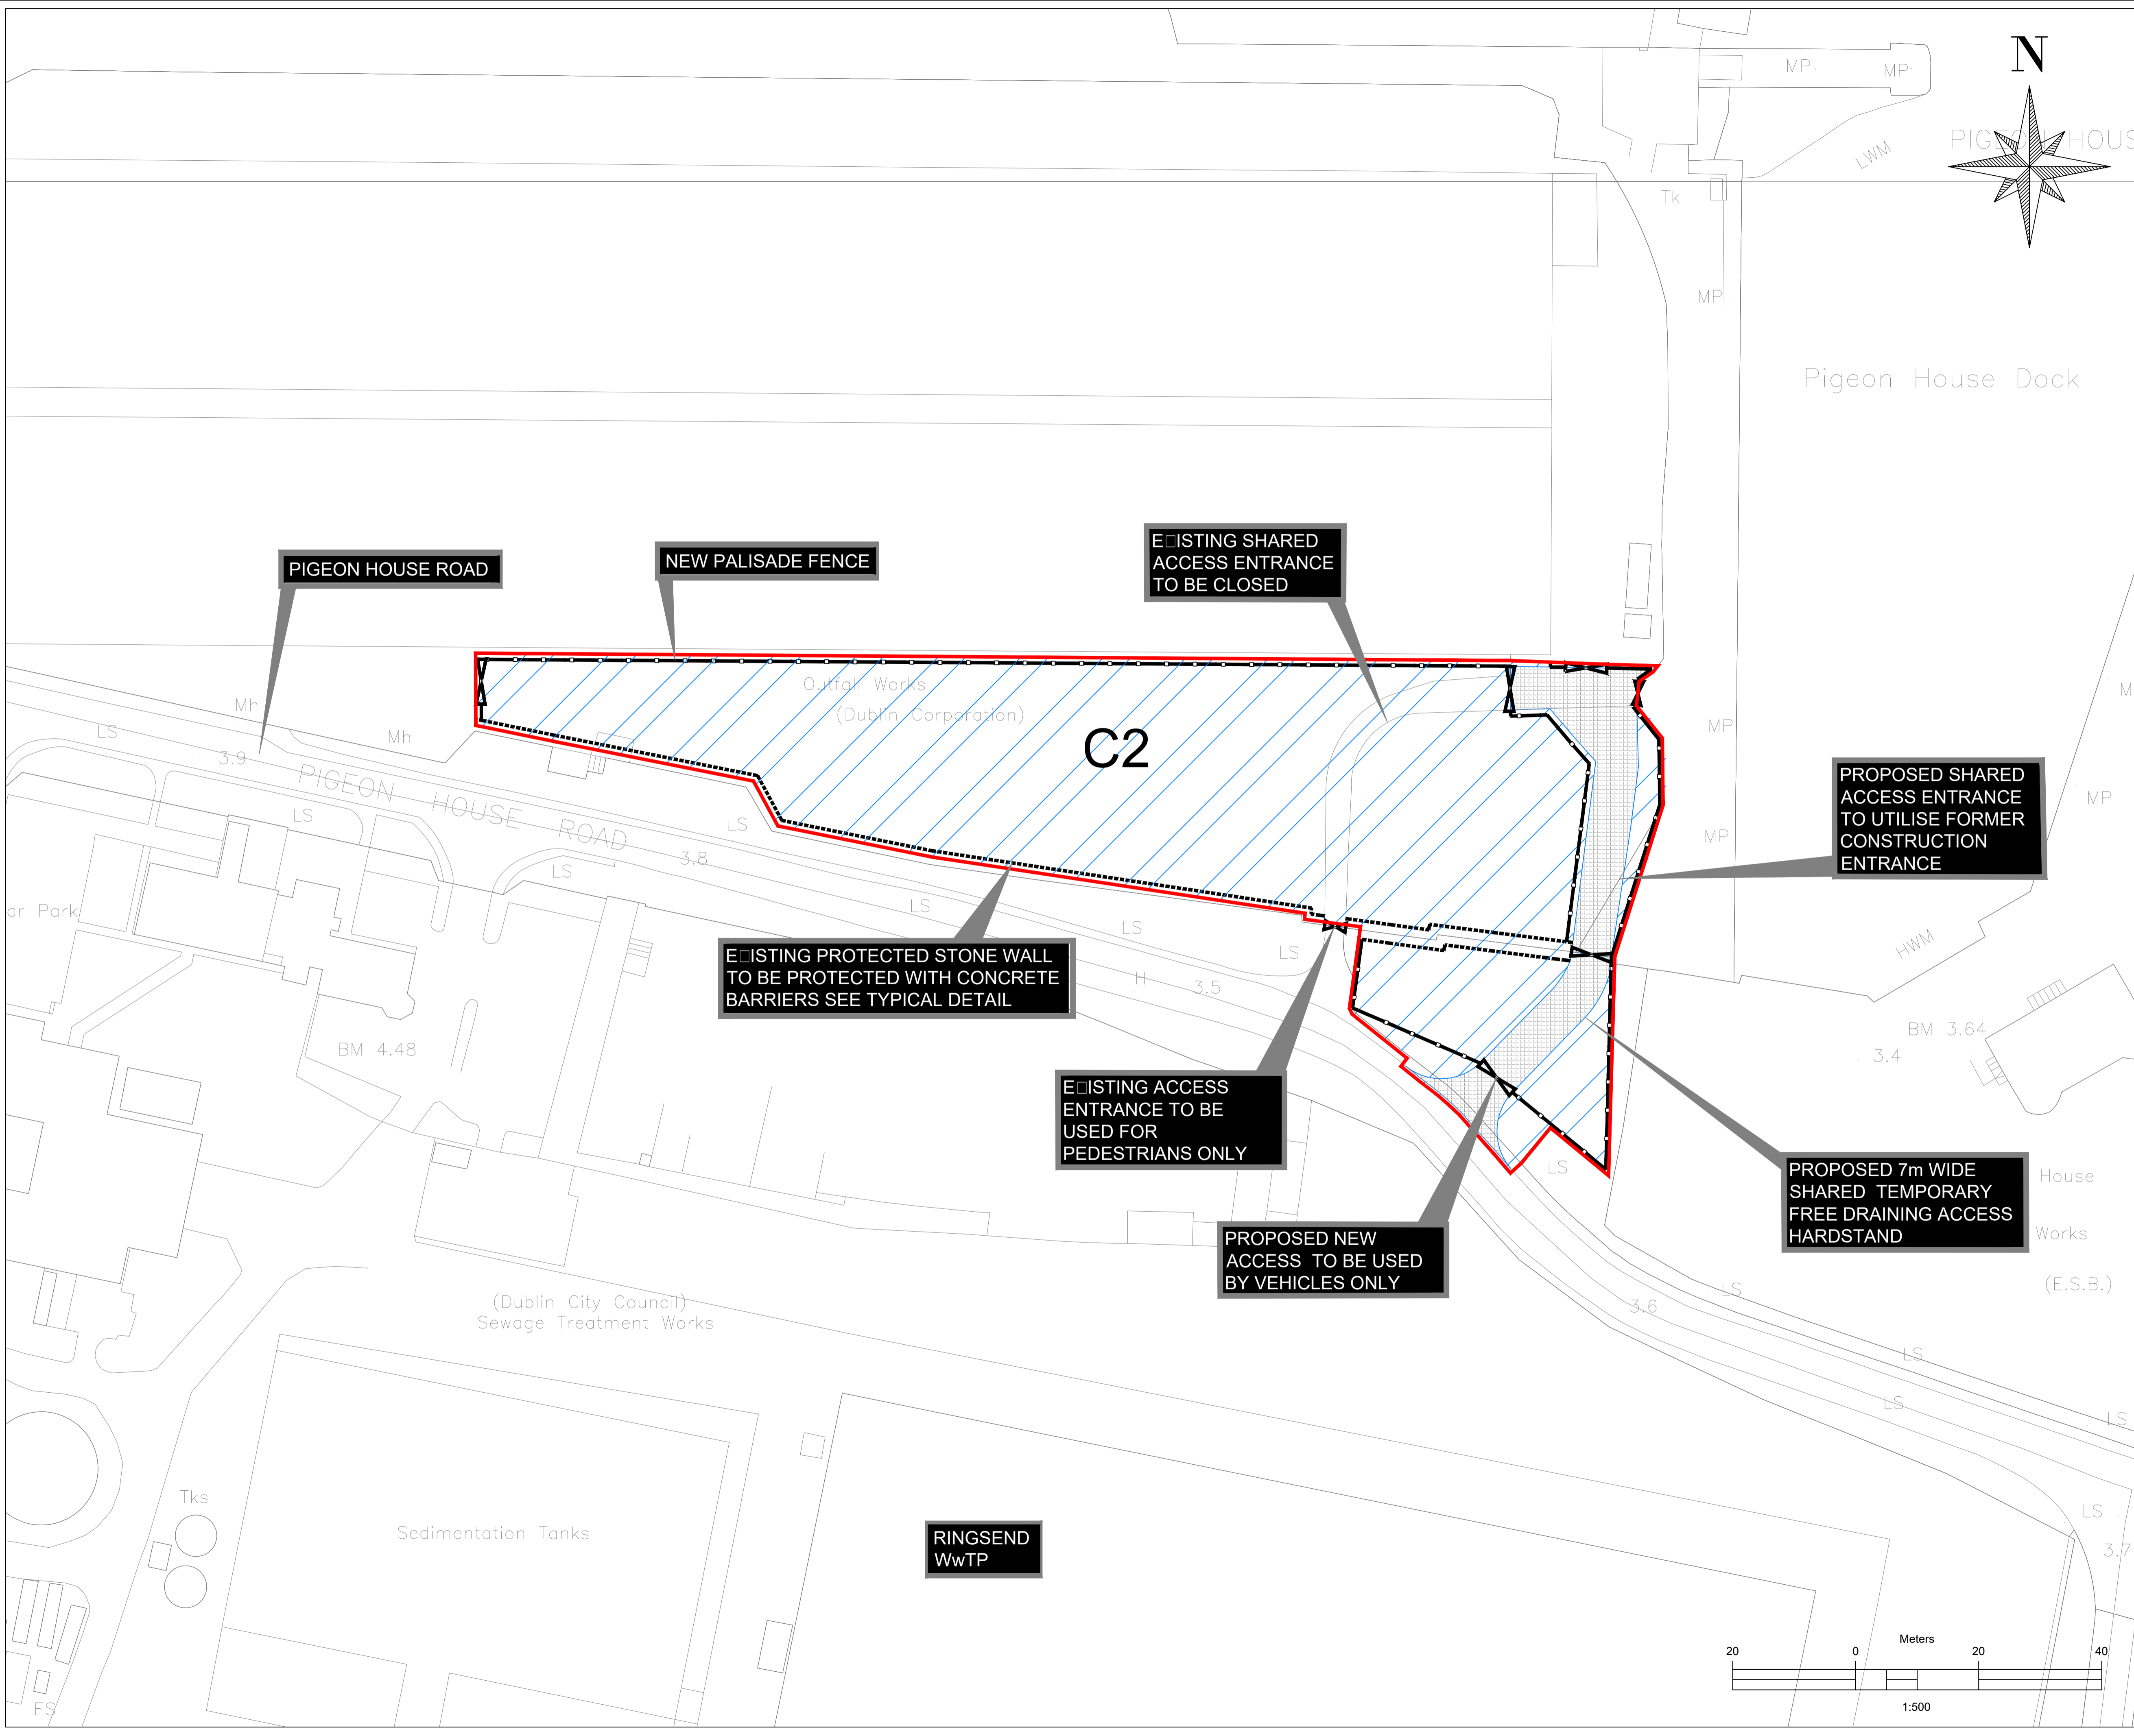 N
MP
MP
PIGEON HOUS
LWM
Tk
MP
Pigeon House Dock
E□ISTING SHARED
ACCESS ENTRANCE
TO BE CLOSED
NEW PALISADE FENCE
PIGEON HOUSE ROAD
Outfall Works
(Dublin Corporation)
C2
Mh
Mh
LS
3.9
PIGEON HOUSE ROAD
LS
LS
3.8
LS
LS
LS
LS
H
3.5
M
MP
MP
MP
PROPOSED SHARED
ACCESS ENTRANCE
TO UTILISE FORMER
CONSTRUCTION
ENTRANCE
ar Park
E□ISTING PROTECTED STONE WALL
TO BE PROTECTED WITH CONCRETE
BARRIERS SEE TYPICAL DETAIL
HWM
BM 3.64
3.4
BM 4.48
E□ISTING ACCESS
ENTRANCE TO BE
USED FOR
PEDESTRIANS ONLY
PROPOSED 7m WIDE
SHARED TEMPORARY
FREE DRAINING ACCESS
HARDSTAND
LS
House
Works
(E.S.B.)
PROPOSED NEW
ACCESS TO BE USED
BY VEHICLES ONLY
(Dublin City Council)
Sewage Treatment Works
3.6
LS
LS
LS
LS
LS
3.7
Tks
Sedimentation Tanks
RINGSEND
WwTP
ES
Meters
20 0 20 40
1:500